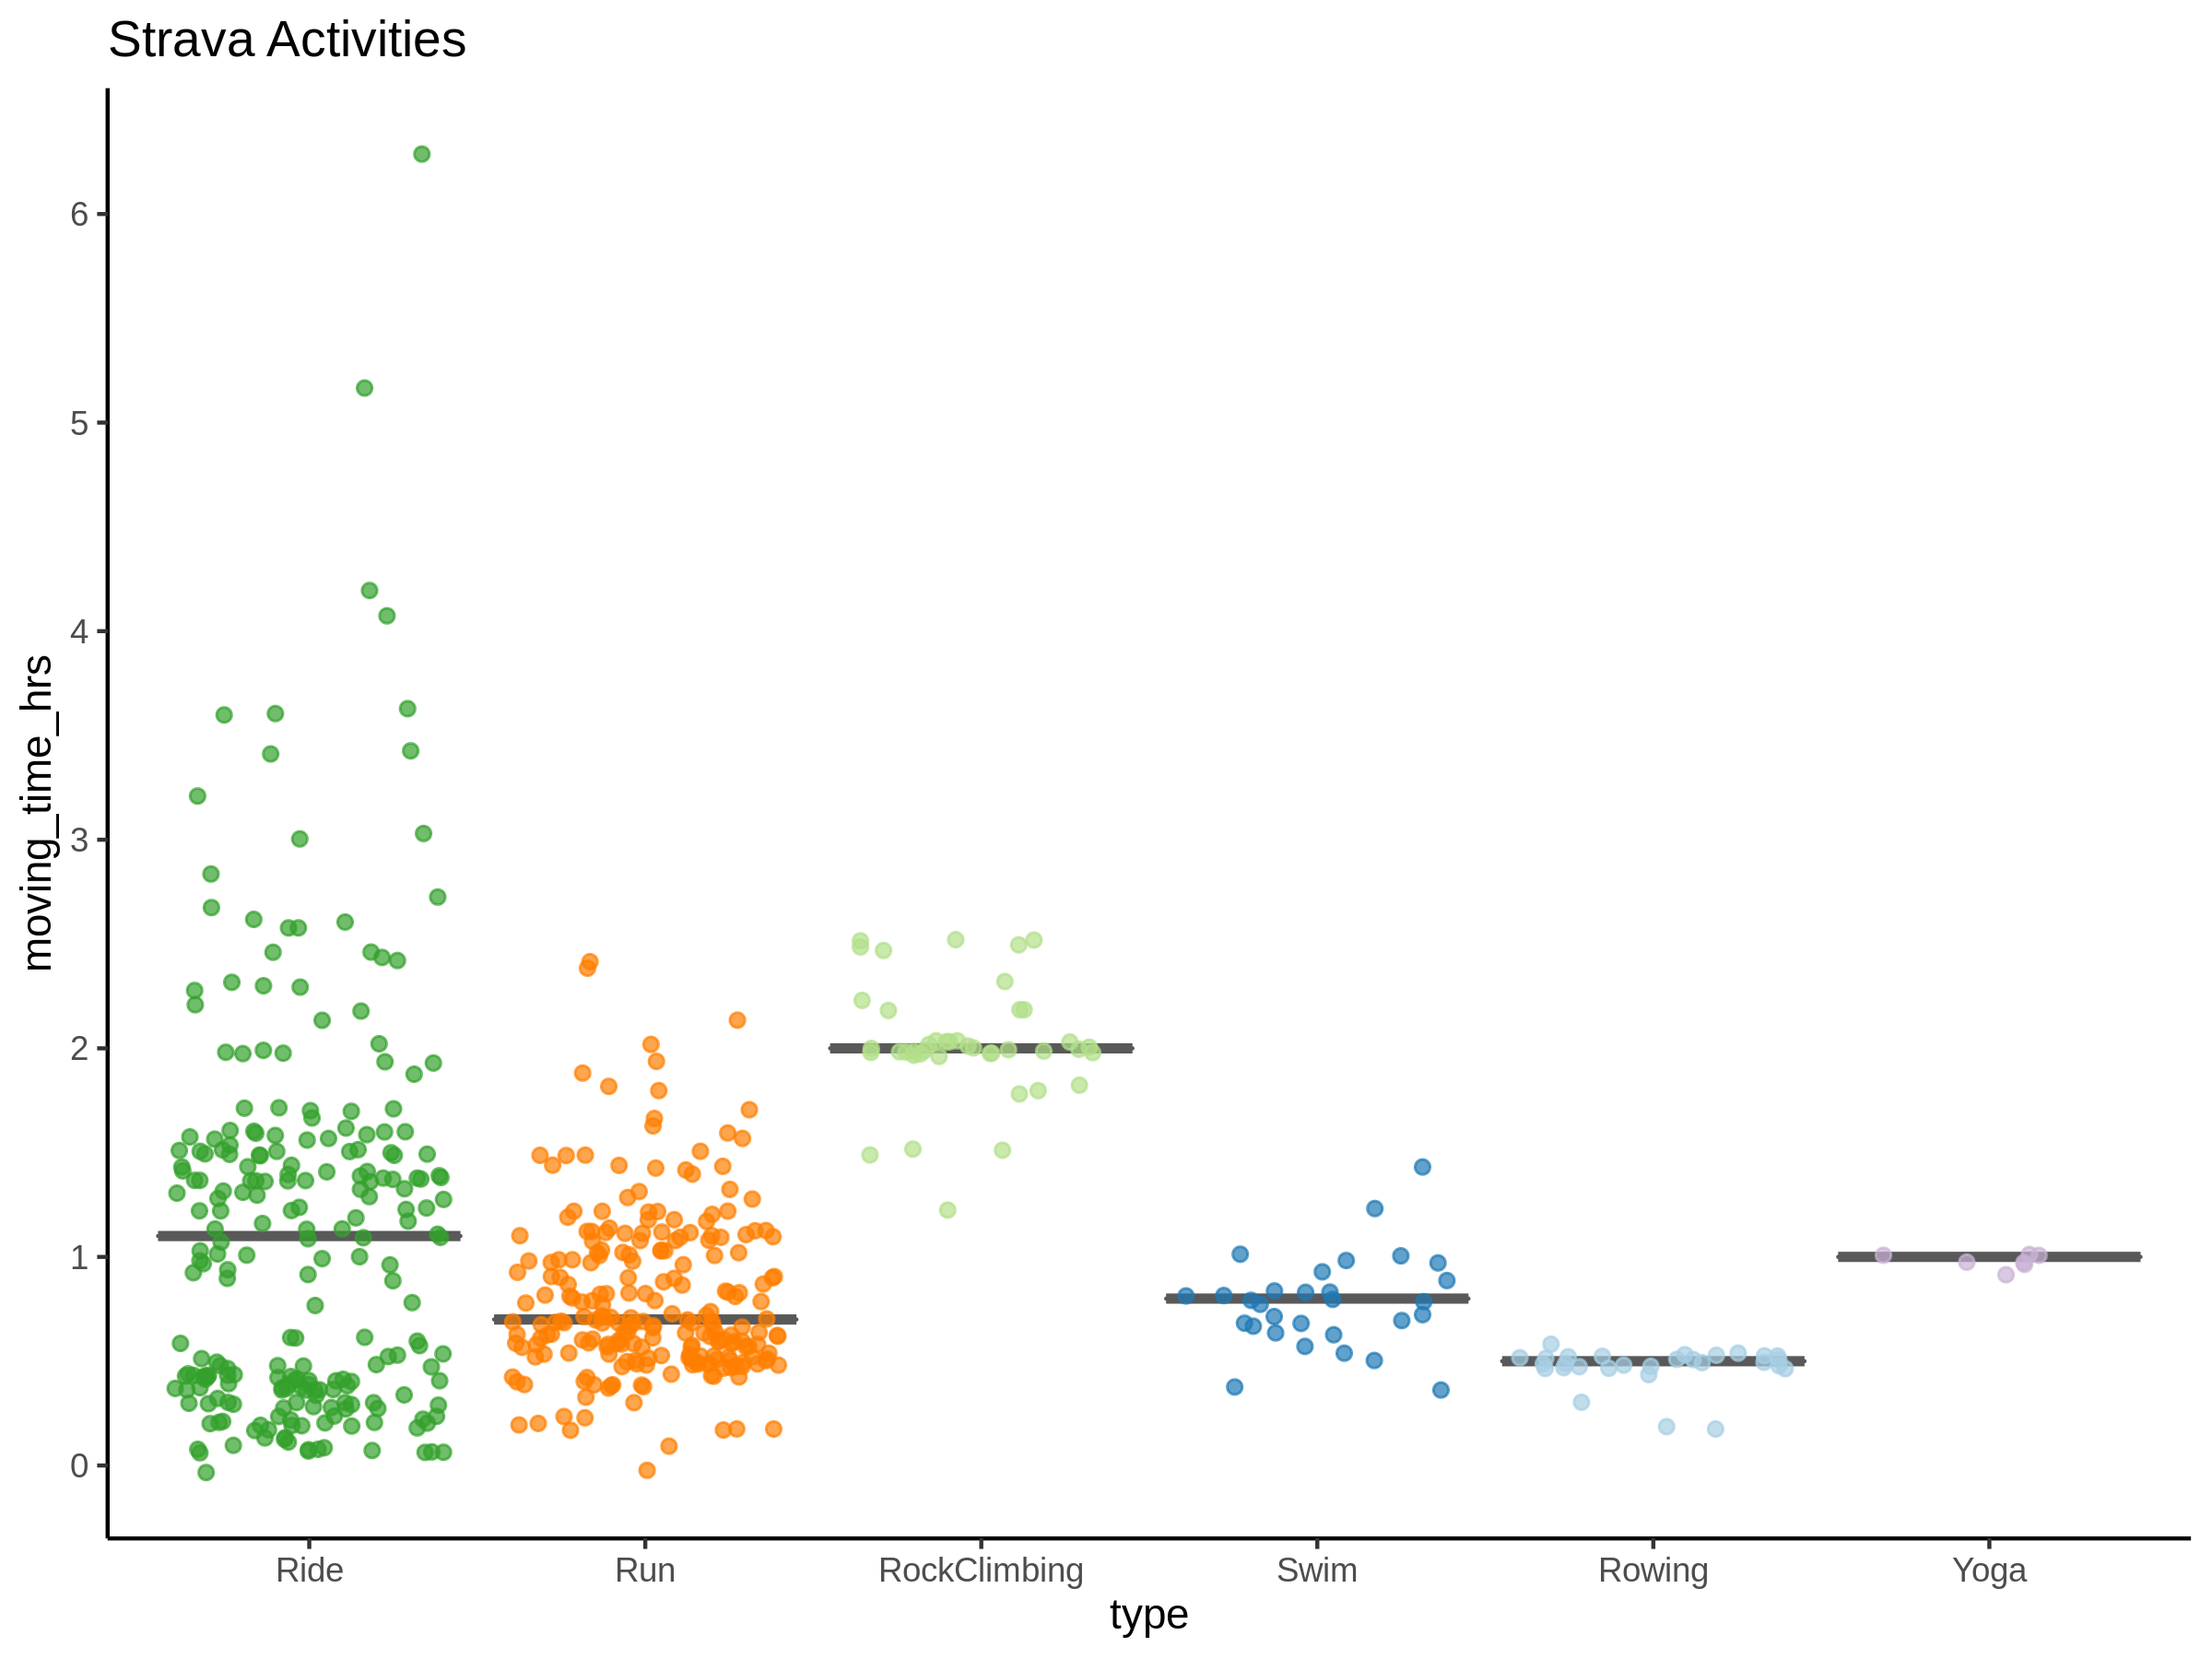 Strava Activities
moving_time_hrs
6
5
4
3
2
1
0
Ride Run RockClimbing Swim Rowing Yoga
type